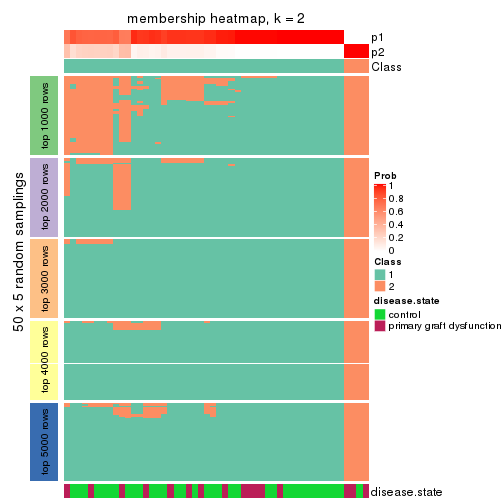 membership heatmap, k = 2
p1
p2
Class
50 x 5 random samplings
top 1000 rows
top 2000 rows
top 3000 rows
top 4000 rows
top 5000 rows
Prob
1
0.8
0.6
0.4
0.2
0
Class
1
2
disease.state
control
primary graft dysfunction
disease.state